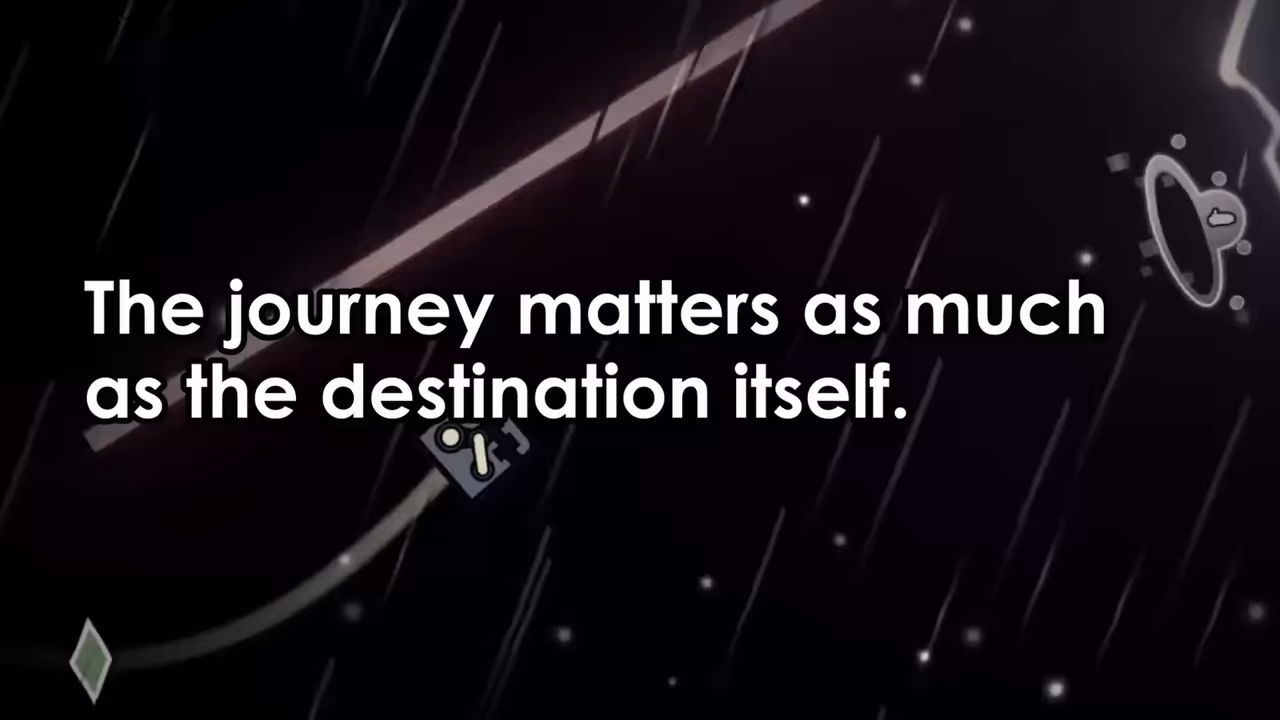 The journey matters as much
as the destination itself.